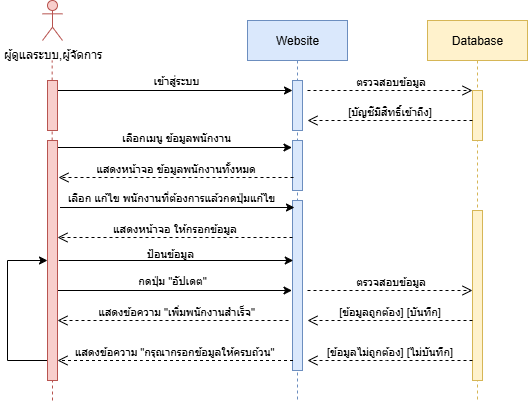 Website
Database
ผู้ดูแลระบบ,ผู้จัดการ
เข้าสู่ระบบ
ตรวจสอบข้อมูล
[บัญชีมีสิทธิ์เข้าถึง]
เลือกเมนู ข้อมูลพนักงาน
แสดงหน้าจอ ข้อมูลพนักงานทั้งหมด
เลือก แก้ไข พนักงานที่ต้องการแล้วกดปุ่มแก้ไข
แสดงหน้าจอ ให้กรอกข้อมูล
ป้อนข้อมูล
กดปุ่ม "อัปเดต"
ตรวจสอบข้อมูล
แสดงข้อความ "เพิ่มพนักงานสำเร็จ"
[ข้อมูลถูกต้อง] [บันทึก]
แสดงข้อความ "กรุณากรอกข้อมูลให้ครบถ้วน"
[ข้อมูลไม่ถูกต้อง] [ไม่บันทึก]